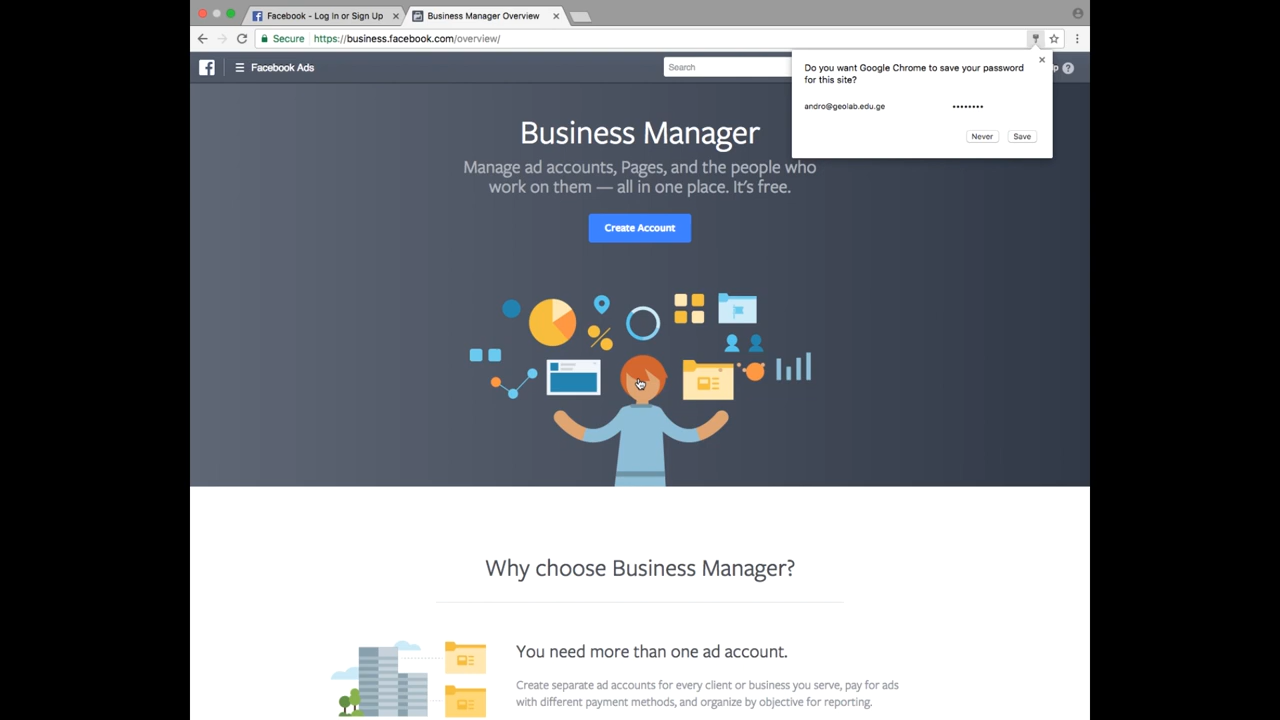 Facebook - Log In or Sign Up
Business Manager Overview
Secure
https://business.facebook.com/overview/
Facebook Ads
Search
Do you want Google Chrome to save your password
for this site?
andro@geolab.edu.ge ••••••••
Never
Save
Business Manager
Manage ad accounts, Pages, and the people who
work on them — all in one place. It's free.
Create Account
Why choose Business Manager?
You need more than one ad account.
Create separate ad accounts for every client or business you serve, pay for ads
with different payment methods, and organize by objective for reporting.